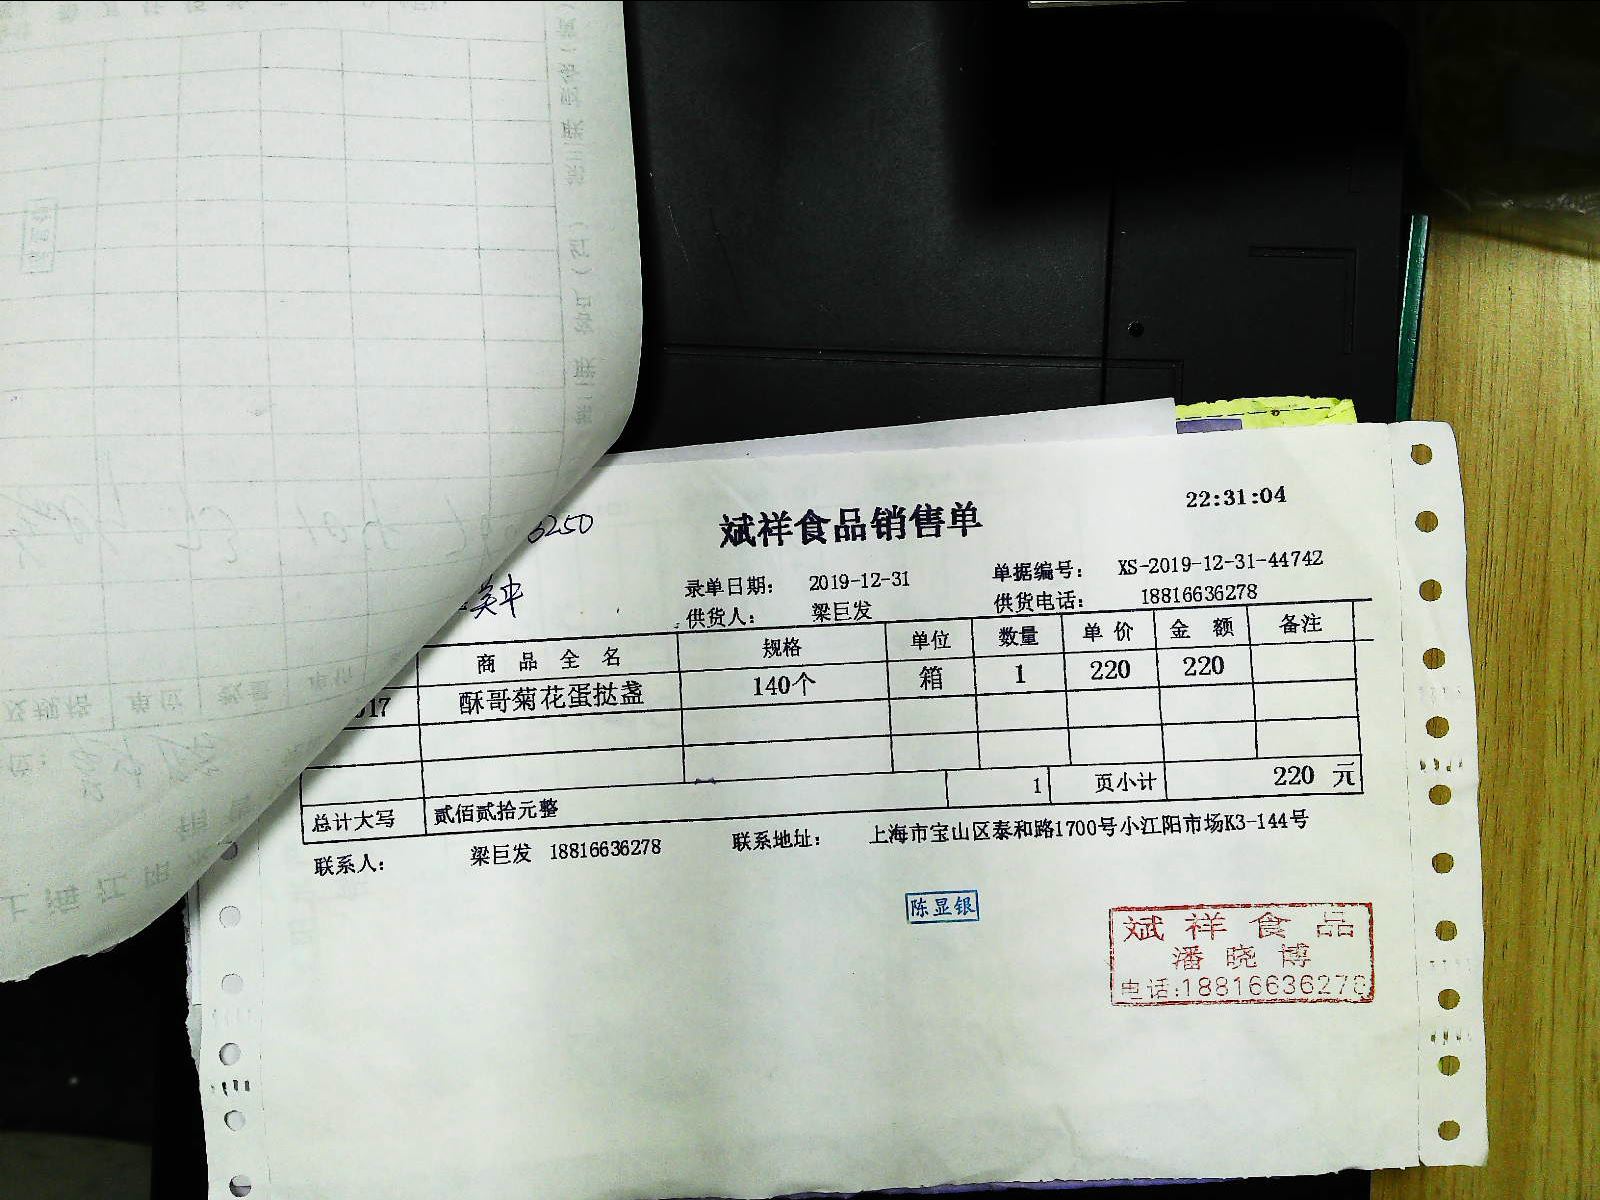 22:31:04
斌祥食品销售单
6250
录单日期： 2019-12-31 单据编号： XS-2019-12-31-44742
供货人： 梁巨发 供货电话： 18816636278
商品全名 规格 单位 数量 单价 金额 备注
017 酥哥菊花蛋挞盏 140个 箱 1 220 220
1 页小计 220 元
总计大写 贰佰贰拾元整
联系人： 梁巨发 18816636278 联系地址： 上海市宝山区泰和路1700号小江阳市场K3-144号
陈显银
斌祥食品
潘晓博
电话:18816636278